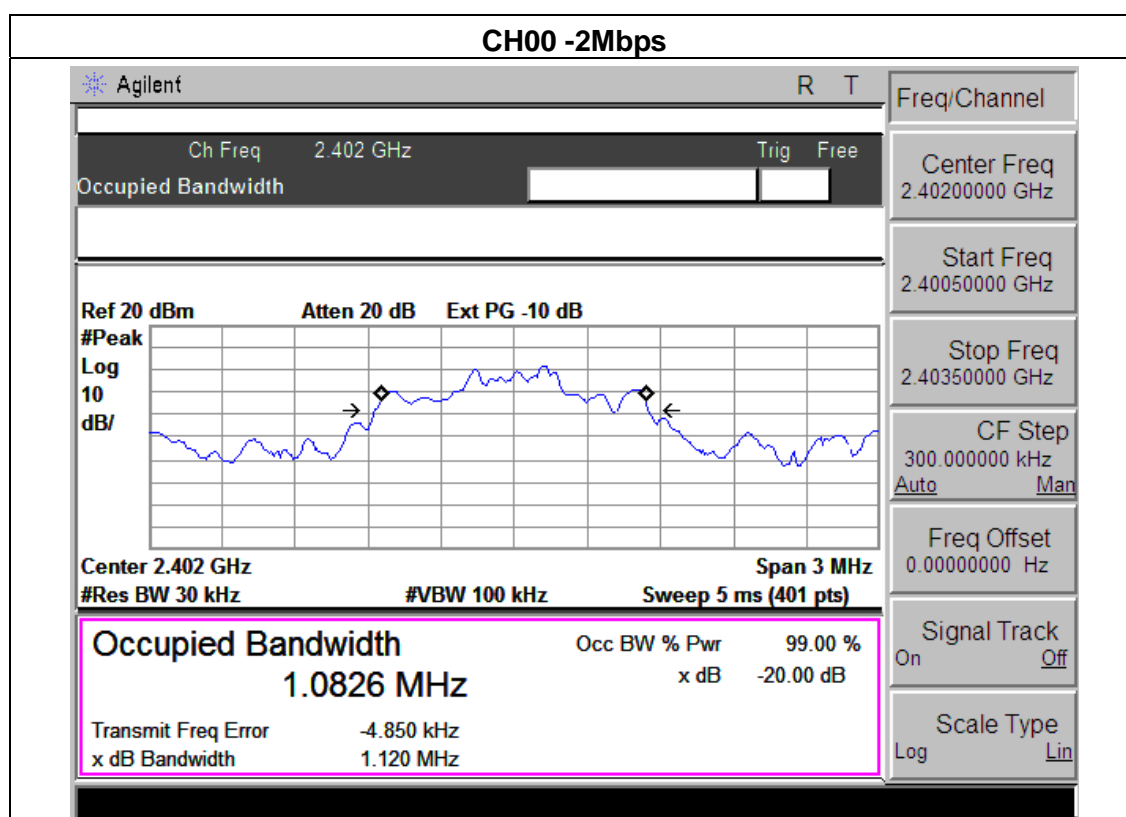 CH00 -2Mbps
Agilent R T
Ch Freq 2.402 GHz Trig Free
Occupied Bandwidth
Ref 20 dBm Atten 20 dB Ext PG -10 dB
#Peak
Log
10
dB/
Center 2.402 GHz Span 3 MHz
#Res BW 30 kHz #VBW 100 kHz Sweep 5 ms (401 pts)
Occupied Bandwidth Occ BW % Pwr 99.00 %
1.0826 MHz x dB -20.00 dB
Transmit Freq Error -4.850 kHz
x dB Bandwidth 1.120 MHz
Freq/Channel
Center Freq
2.40200000 GHz
Start Freq
2.40050000 GHz
Stop Freq
2.40350000 GHz
CF Step
300.000000 kHz
Auto Man
Freq Offset
0.00000000 Hz
Signal Track
On Off
Scale Type
Log Lin